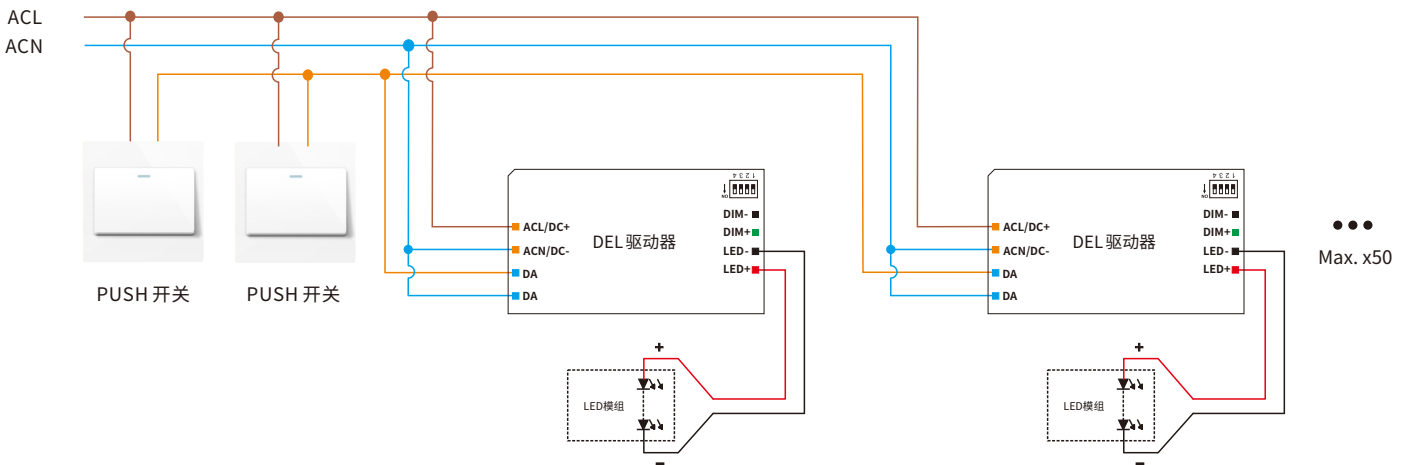 ACL
ACN
PUSH 开关
PUSH 开关
1 2 3 4
ON
DIM-
DIM+
LED-
LED+
ACL/DC+
ACN/DC-
DA
DA
DEL 驱动器
+
LED模组
-
1 2 3 4
ON
DIM-
DIM+
LED-
LED+
ACL/DC+
ACN/DC-
DA
DA
DEL 驱动器
+
LED模组
-
•••
Max. x50